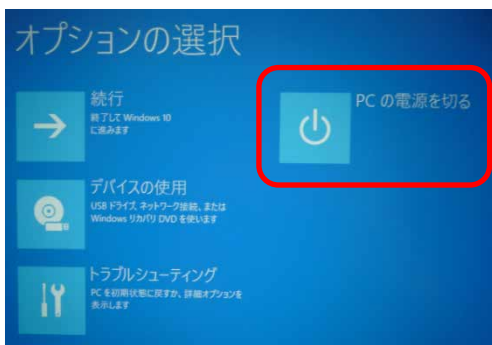 オプションの選択
続行
終了して Windows 10
に進みます
PC の電源を切る
デバイスの使用
USB ドライブ、ネットワーク接続、または
Windows リカバリ DVD を使います
トラブルシューティング
PC を初期状態に戻すか、詳細オプションを
表示します